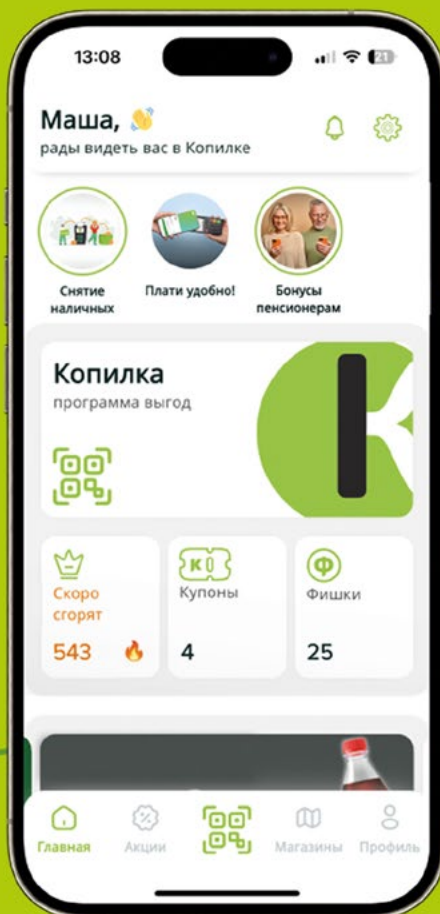 13:08
21
Маша, 👋
рады видеть вас в Копилке
Снятие
наличных
Плати удобно!
Бонусы
пенсионерам
Копилка
программа выгод
К
Скоро
сгорят
543 🔥
К
Купоны
4
Ф
Фишки
25
Главная
Акции
Магазины
Профиль